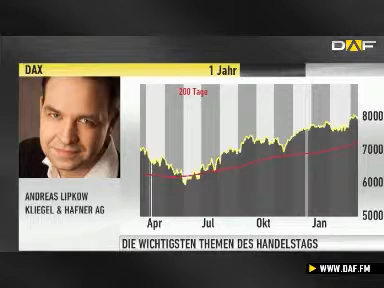 DAF
DAX
1 Jahr
200 Tage
8000
7000
6000
5000
Apr
Jul
Okt
Jan
ANDREAS LIPKOW
KLIEGEL & HAFNER AG
DIE WICHTIGSTEN THEMEN DES HANDELSTAGS
WWW.DAF.FM